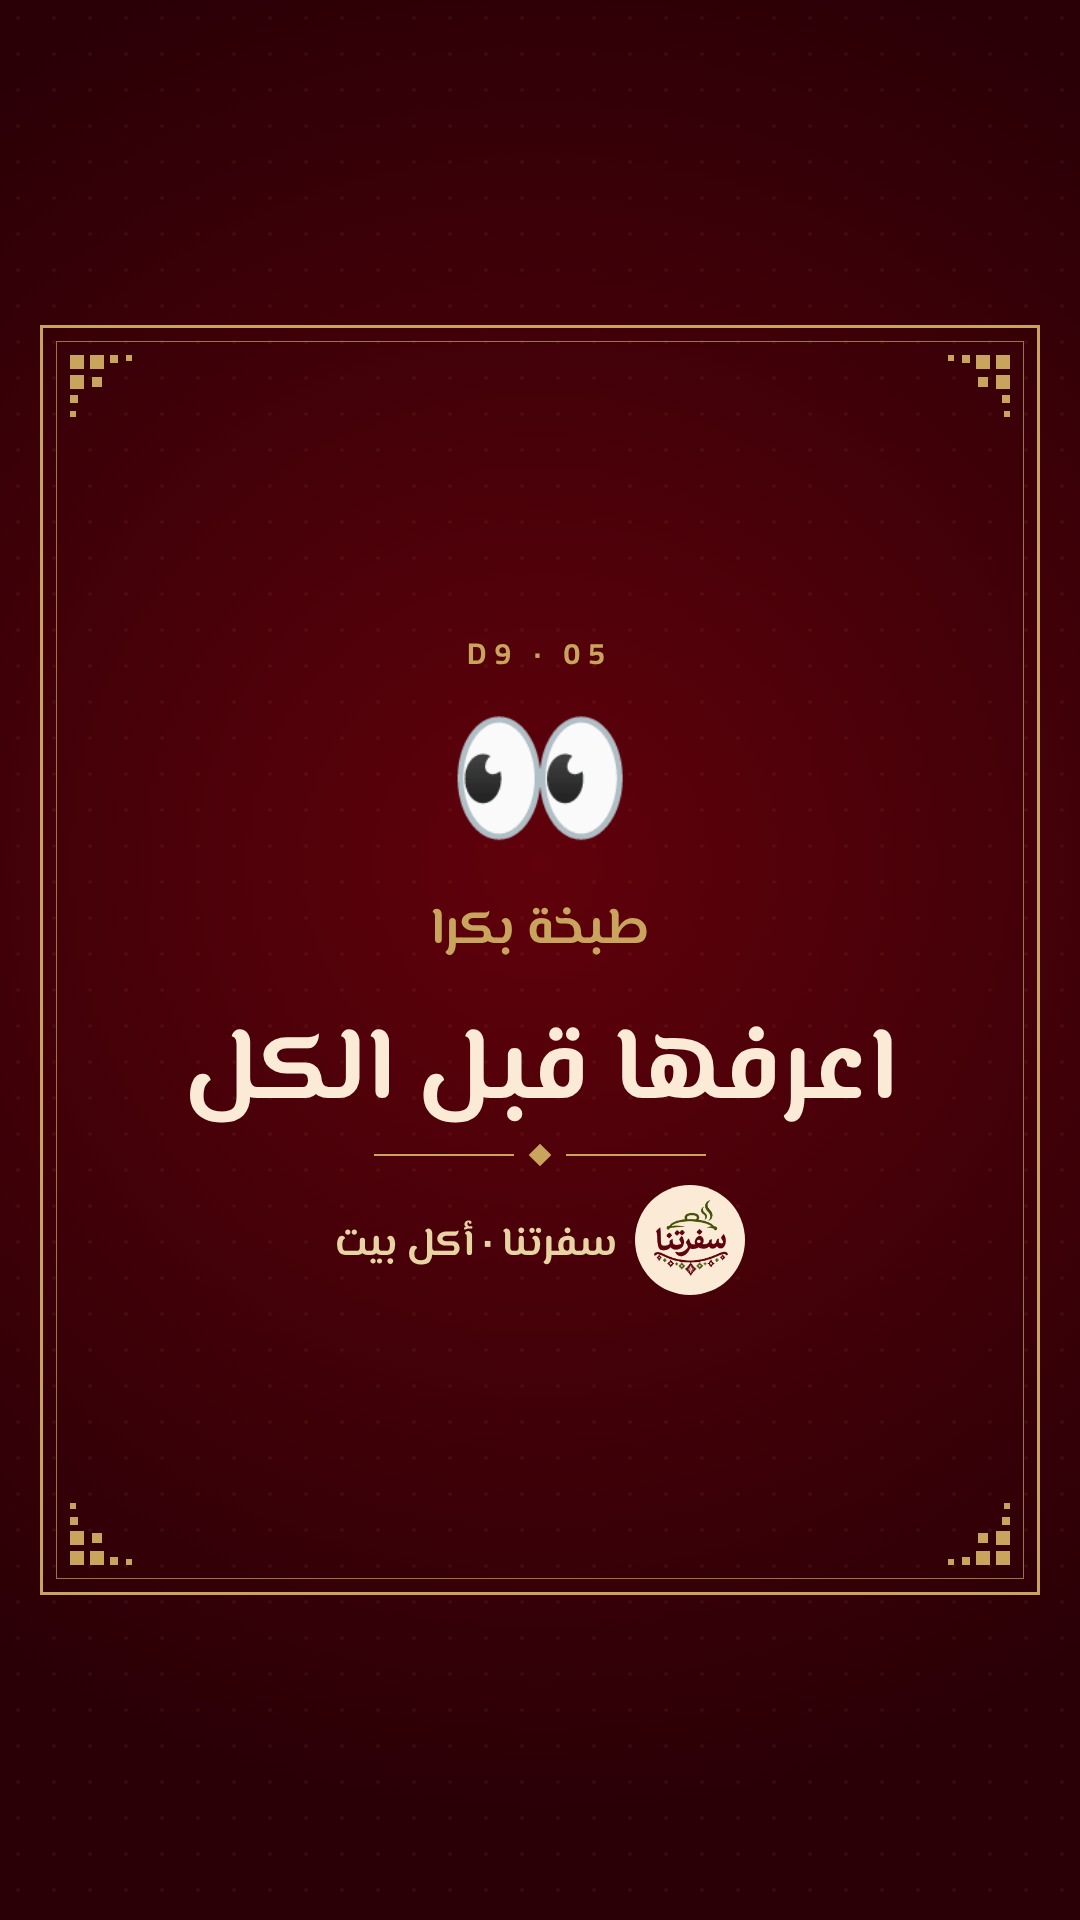 D9 · 05
طبخة بكرا
اعرفها قبل الكل
سفرتنا
سفرتنا · أكل بيت